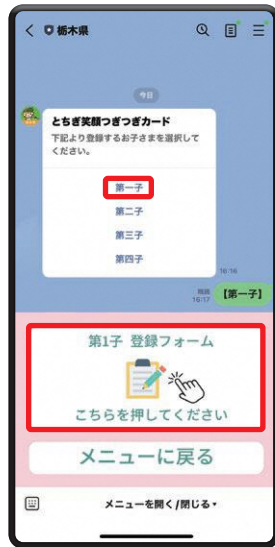 栃木県
今日
とちぎ笑顔つぎつぎカード
下記より登録するお子さまを選択して
ください。
第一子
第二子
第三子
第四子
16:16
既読
16:17
【第一子】
第1子 登録フォーム
こちらを押してください
メニューに戻る
メニューを開く/閉じる▾